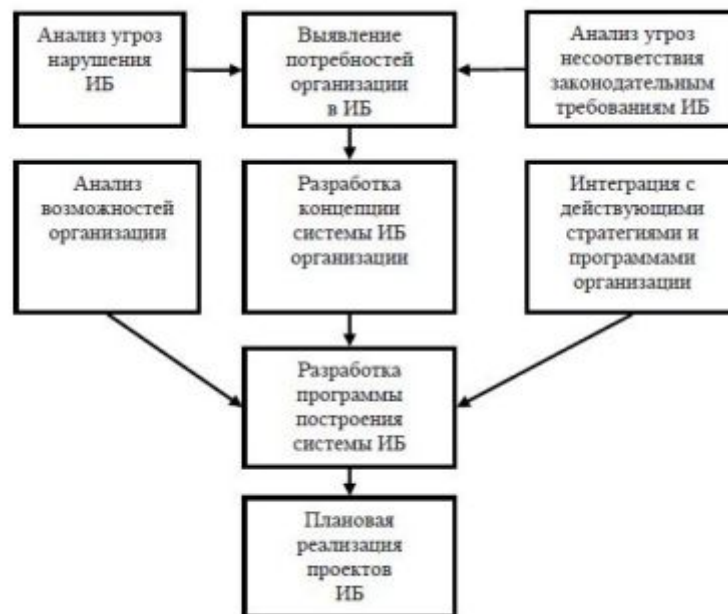 Анализ угроз
нарушения
ИБ
Выявление
потребностей
организации
в ИБ
Анализ угроз
несоответствия
законодательным
требованиям ИБ
Анализ
возможностей
организации
Разработка
концепции
системы ИБ
организации
Интеграция с
действующими
стратегиями и
программами
организации
Разработка
программы
построения
системы ИБ
Плановая
реализация
проектов
ИБ